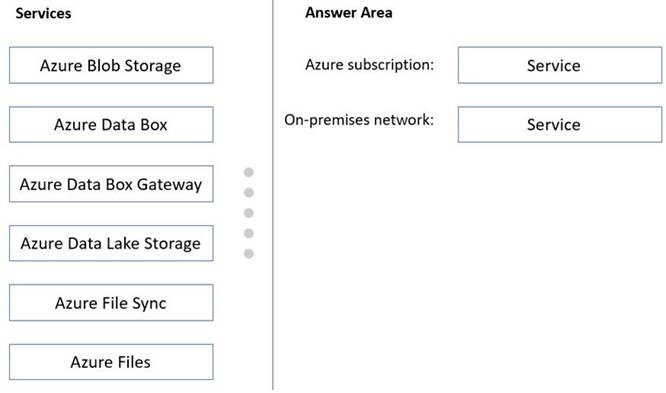 Services
Azure Blob Storage
Azure Data Box
Azure Data Box Gateway
Azure Data Lake Storage
Azure File Sync
Azure Files
Answer Area
Azure subscription: Service
On-premises network: Service